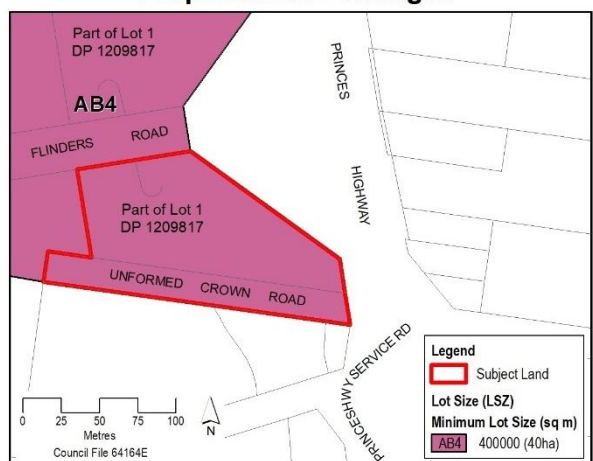 Part of Lot 1
DP 1209817
AB4
FLINDERS ROAD
PRINCES
HIGHWAY
Part of Lot 1
DP 1209817
UNFORMED CROWN ROAD
PRINCESHWY SERVICE RD
0 25 50 75 100
Metres
Council File 64164E
N
Legend
Subject Land
Lot Size (LSZ)
Minimum Lot Size (sq m)
AB4 400000 (40ha)